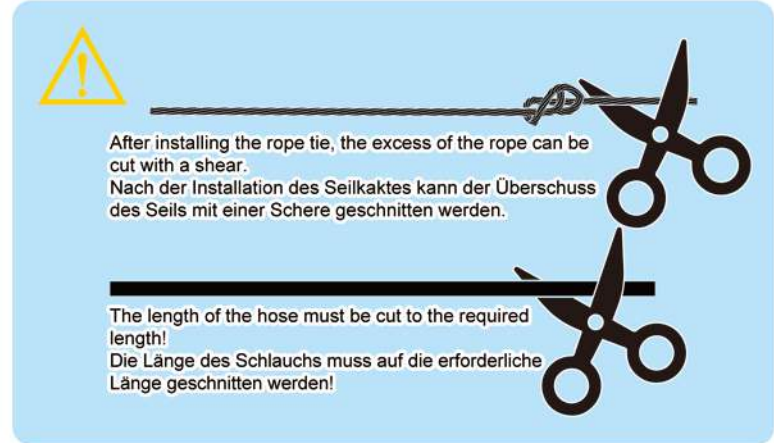 After installing the rope tie, the excess of the rope can be
cut with a shear.
Nach der Installation des Seilkaktes kann der Überschuss
des Seils mit einer Schere geschnitten werden.
The length of the hose must be cut to the required
length!
Die Länge des Schlauchs muss auf die erforderliche
Länge geschnitten werden!